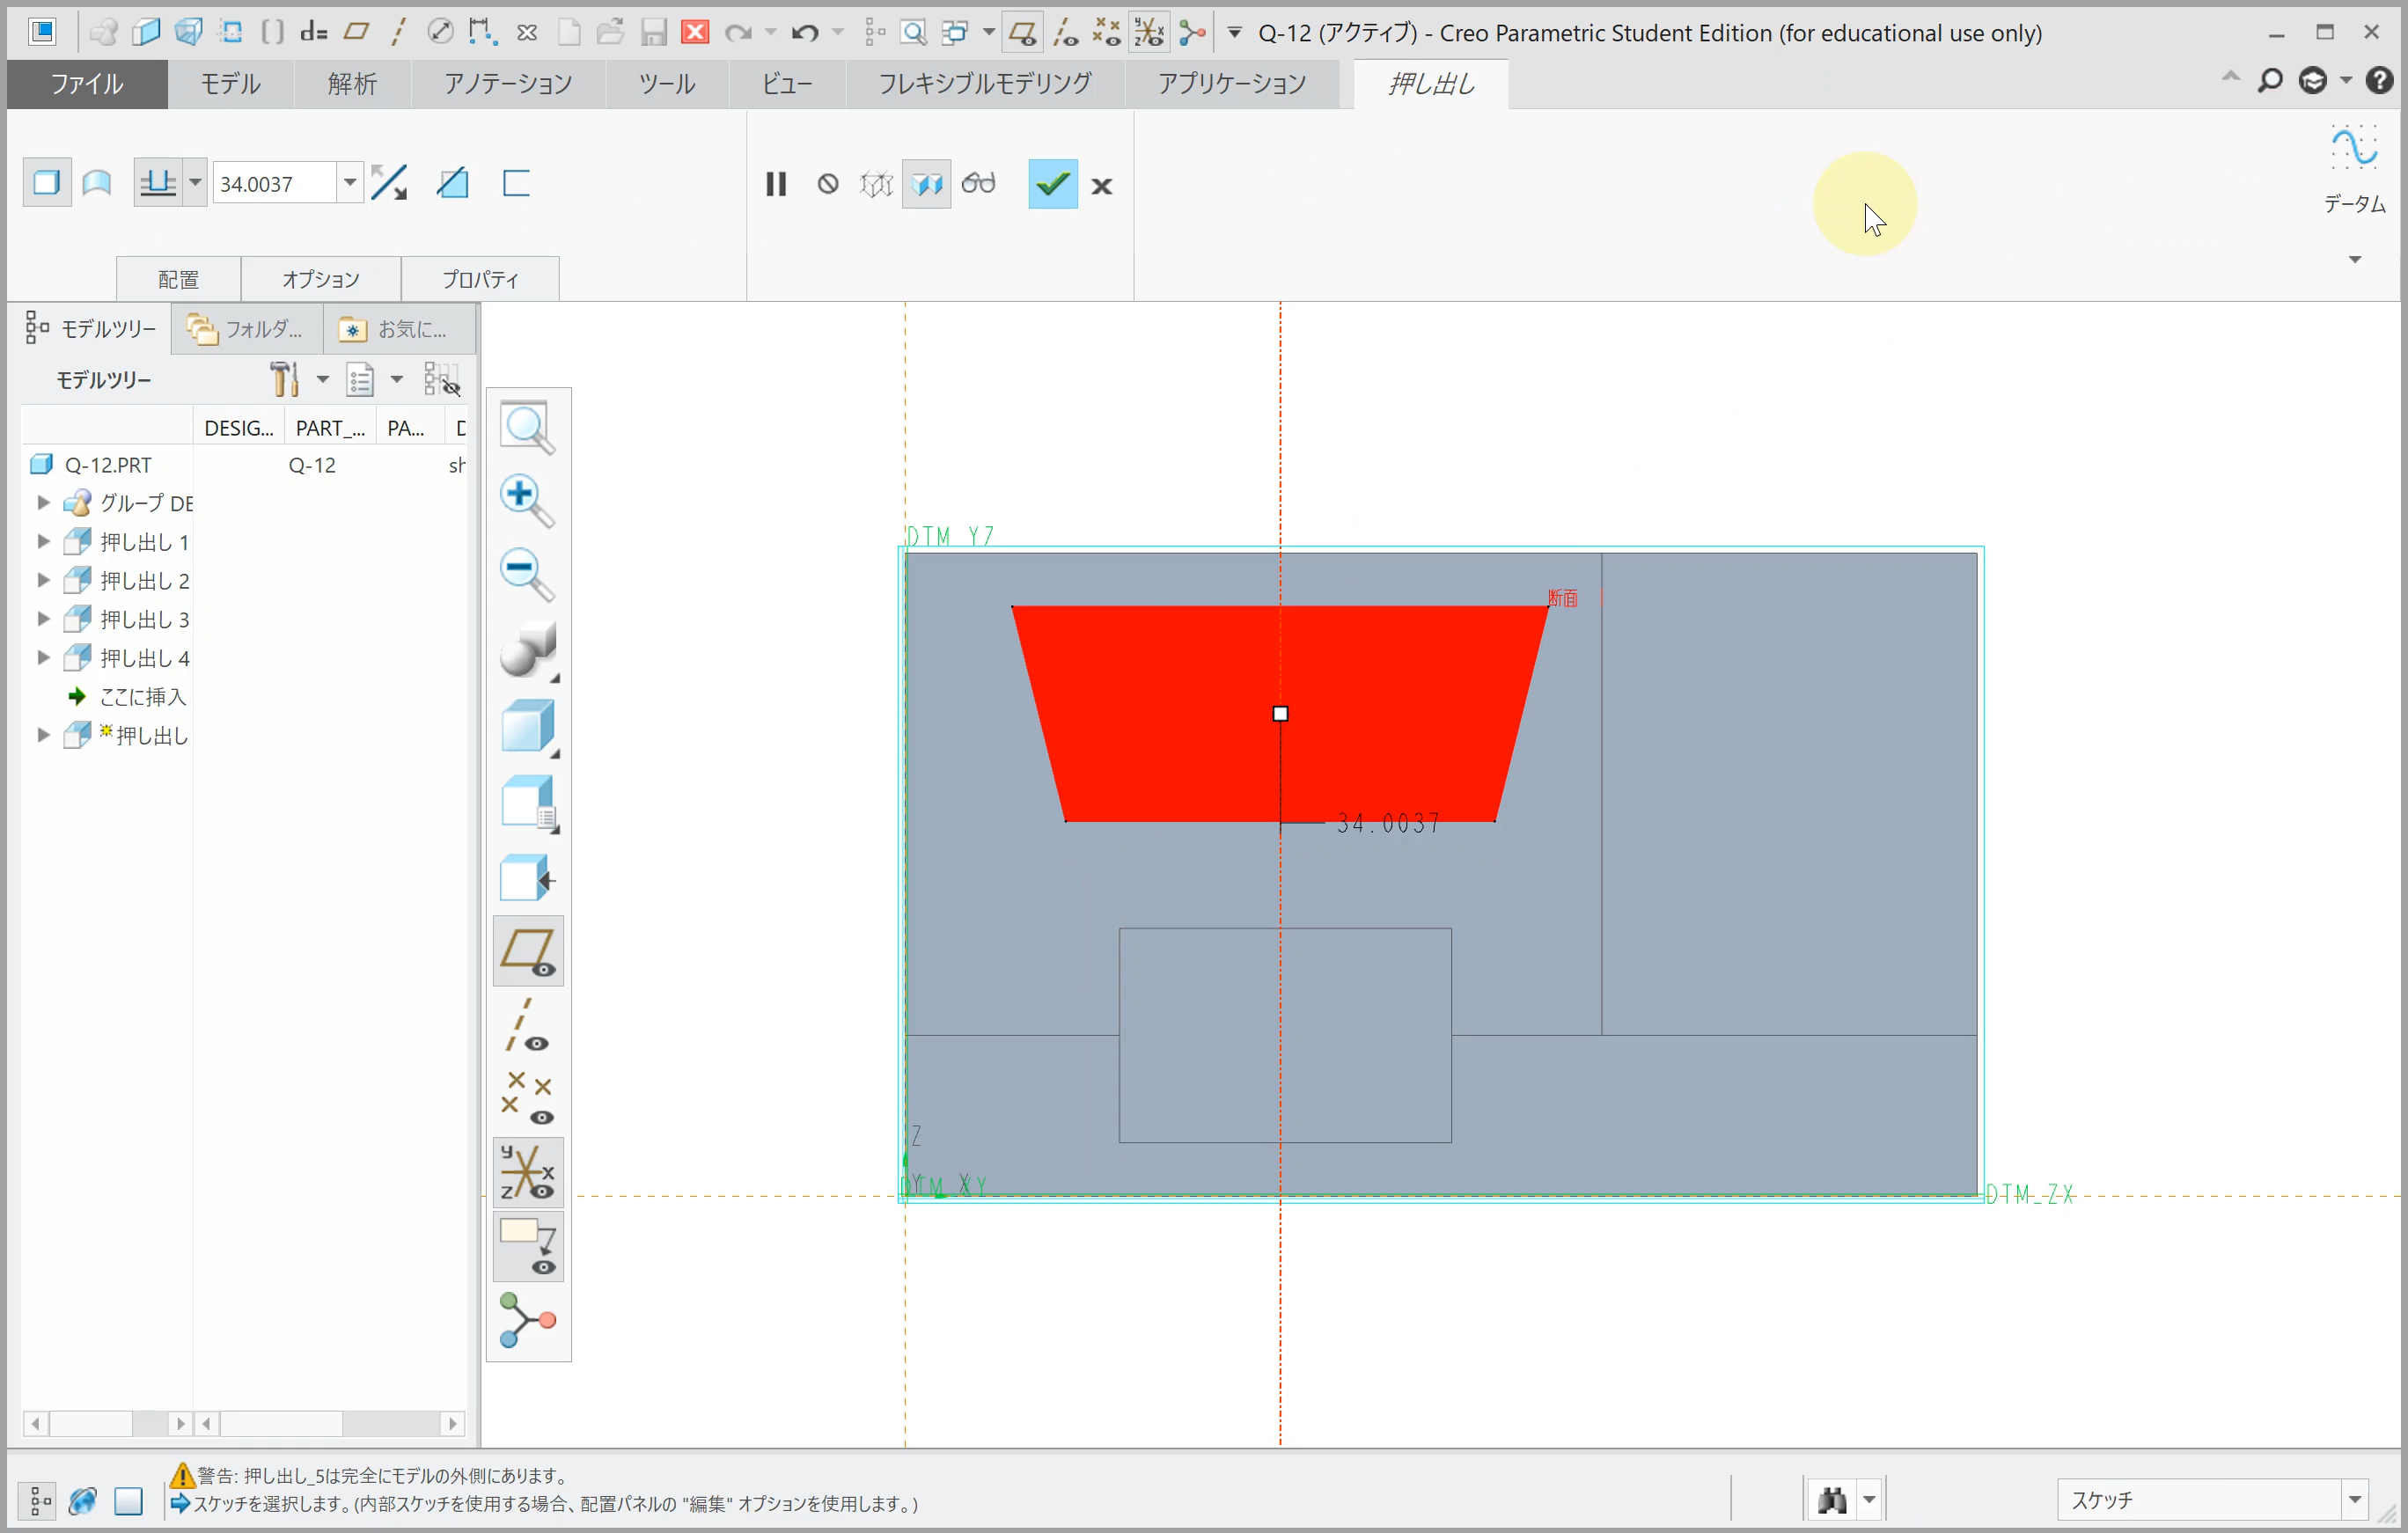 Q-12 (アクティブ) - Creo Parametric Student Edition (for educational use only)
ファイル モデル 解析 アノテーション ツール ビュー フレキシブルモデリング アプリケーション 押し出し
34.0037
データム
配置 オプション プロパティ
モデルツリー フォルダ... お気に...
モデルツリー
DESIG... PART_... PA...
Q-12.PRT Q-12 sh
グループ DE
押し出し 1
押し出し 2
押し出し 3
押し出し 4
ここに挿入
押し出し
断面
34.0037
Z
Y X
DTM_XY
DTM_ZX
警告: 押し出し_5は完全にモデルの外側にあります。
スケッチを選択します。(内部スケッチを使用する場合、配置パネルの "編集" オプションを使用します。)
スケッチ